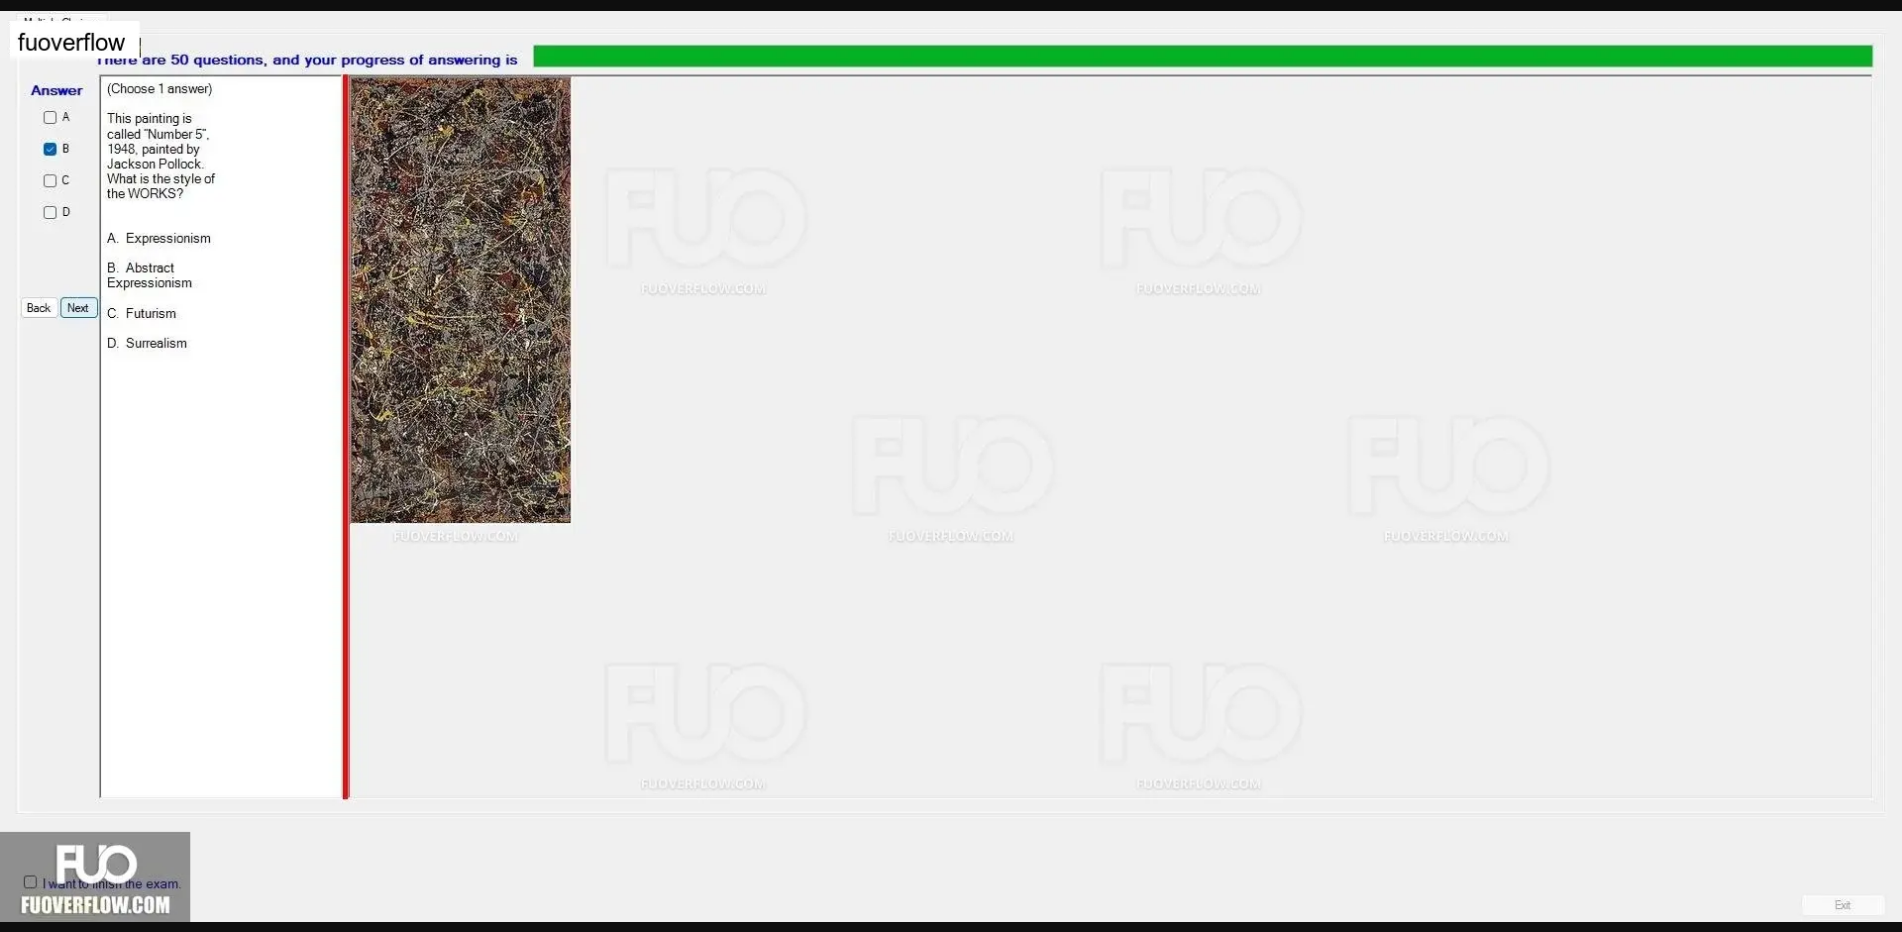 fuoverflow
There are 50 questions, and your progress of answering is
Answer
A
B
C
D
Back
Next
(Choose 1 answer)
This painting is
called "Number 5",
1948, painted by
Jackson Pollock.
What is the style of
the WORKS?
A. Expressionism
B. Abstract
Expressionism
C. Futurism
D. Surrealism
FUO
FUOVERFLOW.COM
FUO
FUOVERFLOW.COM
FUOVERFLOW.COM
FUO
FUOVERFLOW.COM
FUO
FUOVERFLOW.COM
FUO
FUOVERFLOW.COM
FUO
FUOVERFLOW.COM
FUO
I want to finish the exam.
FUOVERFLOW.COM
Exit